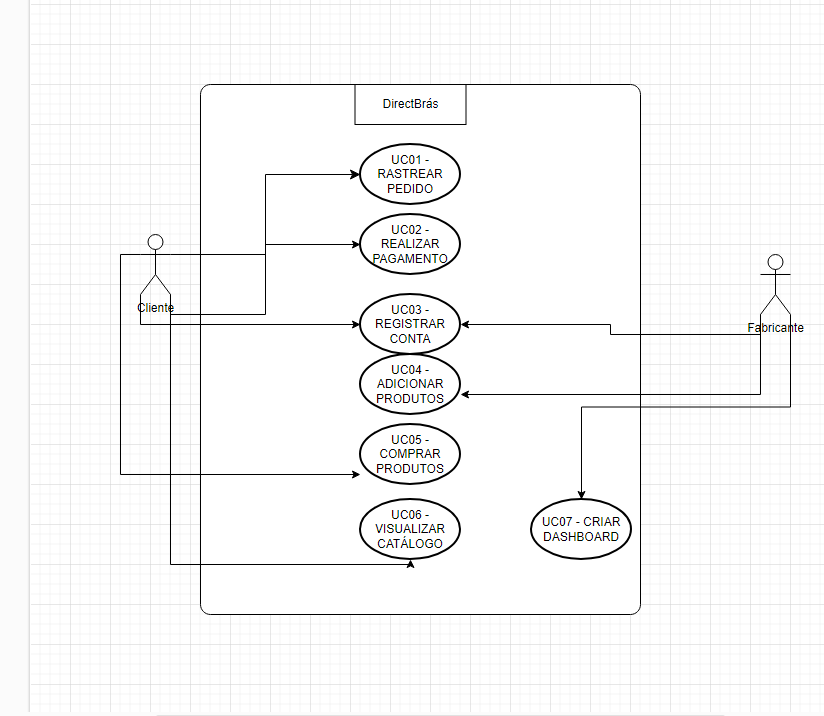 DirectBrás
UC01 -
RASTREAR
PEDIDO
UC02 -
REALIZAR
PAGAMENTO
Cliente
UC03 -
REGISTRAR
CONTA
Fabricante
UC04 -
ADICIONAR
PRODUTOS
UC05 -
COMPRAR
PRODUTOS
UC06 -
VISUALIZAR
CATÁLOGO
UC07 - CRIAR
DASHBOARD